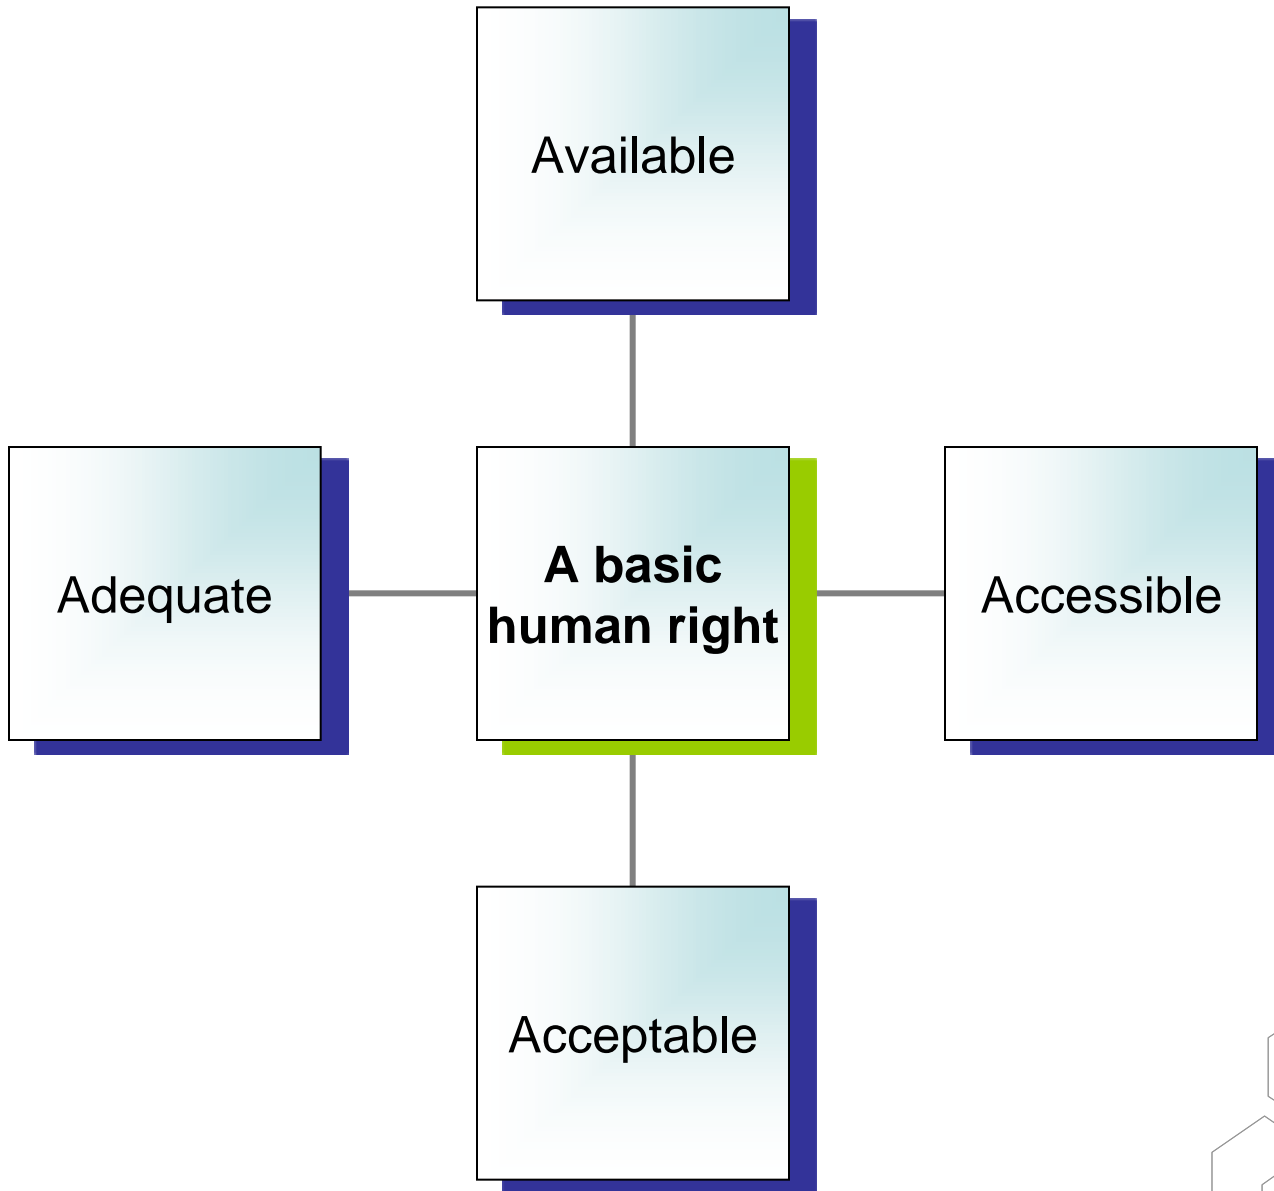 Available
Adequate
A basic
human right
Accessible
Acceptable